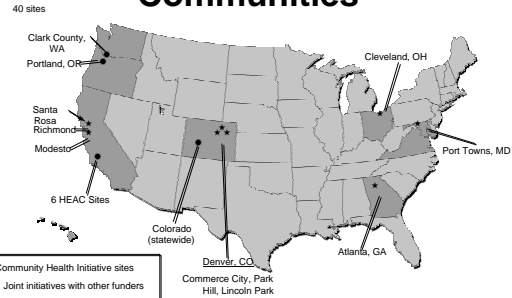 Communities
40 sites
Clark County,
WA
Portland, OR
Cleveland, OH
Santa
Rosa
Richmond
Modesto
Port Towns, MD
6 HEAC Sites
Colorado
(statewide)
Denver, CO
Commerce City, Park
Hill, Lincoln Park
Atlanta, GA
Community Health Initiative sites
Joint initiatives with other funders